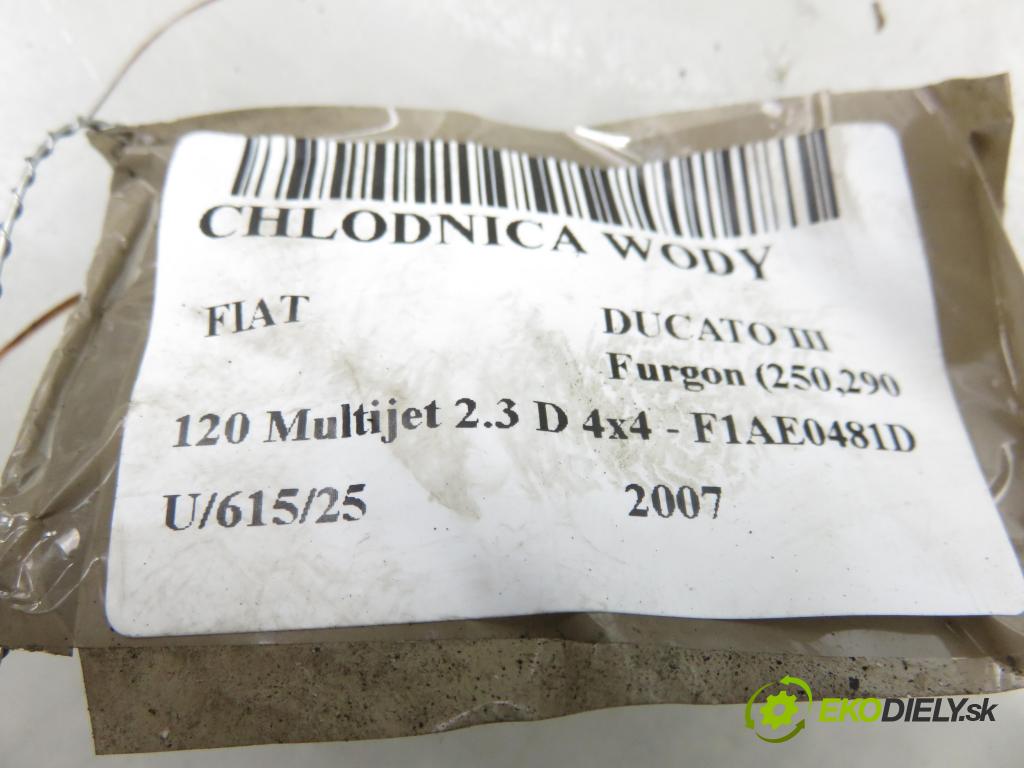 CHLODNICA WODY
FIAT
DUCATO III
Furgon (250,290
120 Multijet 2.3 D 4x4 - F1AE0481D
U/615/25
2007
EKODIELY.sk